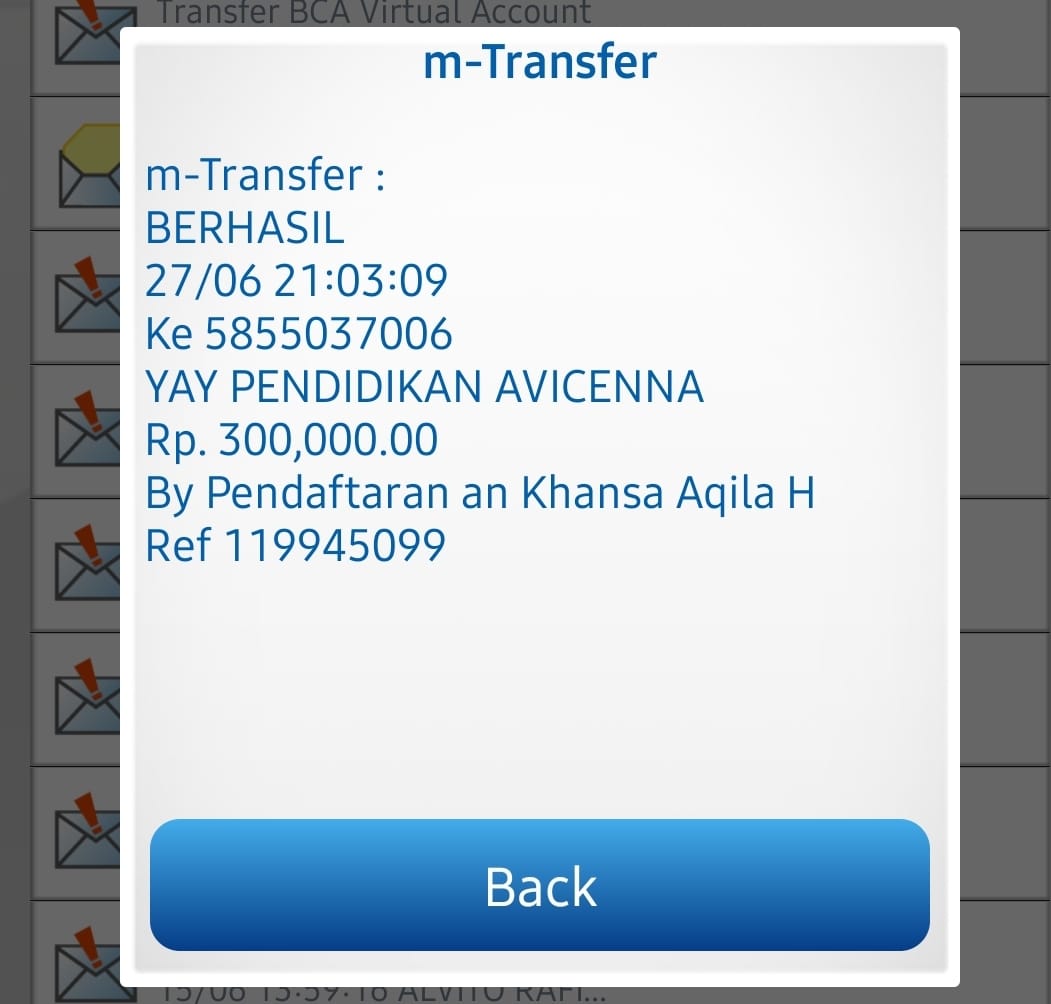 Transfer BCA Virtual Account
m-Transfer
m-Transfer :
BERHASIL
27/06 21:03:09
Ke 5855037006
YAY PENDIDIKAN AVICENNA
Rp. 300,000.00
By Pendaftaran an Khansa Aqila H
Ref 119945099
Back
15/06 13:59:16 ALVITO RAFI...